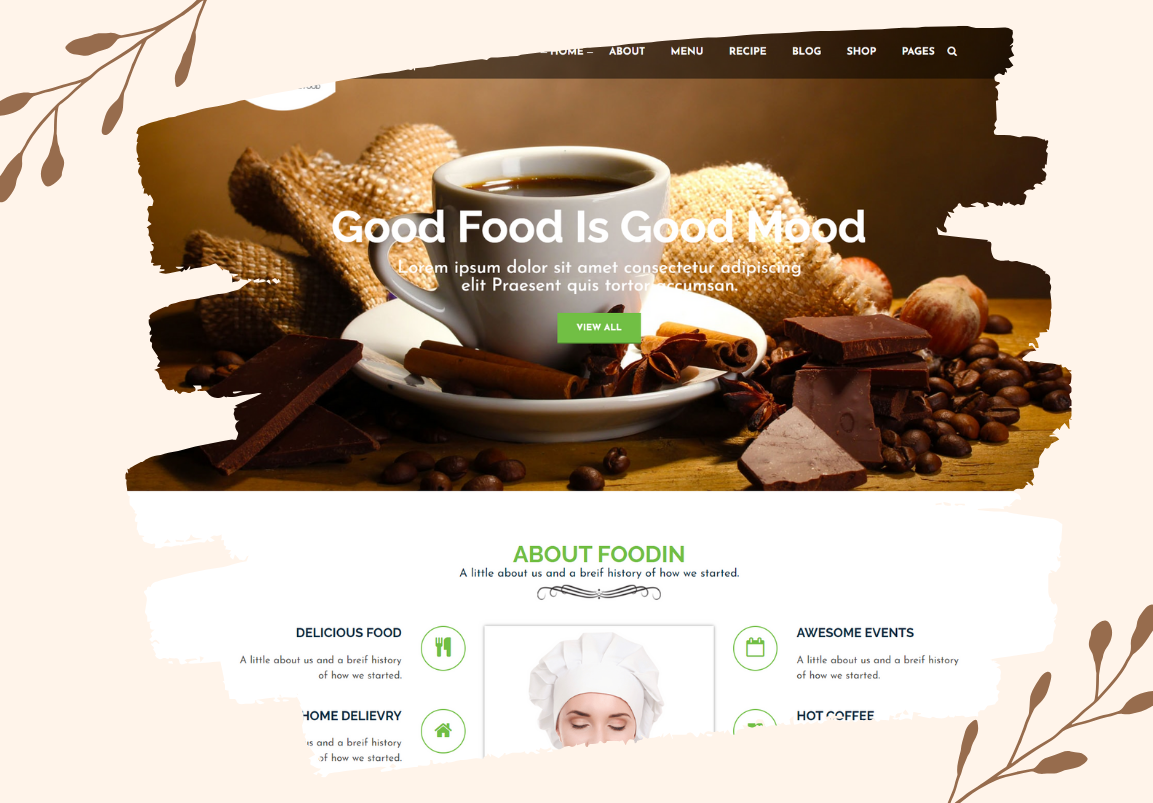 HOME – ABOUT MENU RECIPE BLOG SHOP PAGES
Good Food Is Good Mood
Lorem ipsum dolor sit amet consectetur adipiscing
elit Praesent quis tortor accumsan.
VIEW ALL
ABOUT FOODIN
A little about us and a breif history of how we started.
DELICIOUS FOOD
A little about us and a breif history
of how we started.
AWESOME EVENTS
A little about us and a breif history
of how we started.
HOME DELIEVRY
us and a breif history
of how we started.
HOT COFFEE